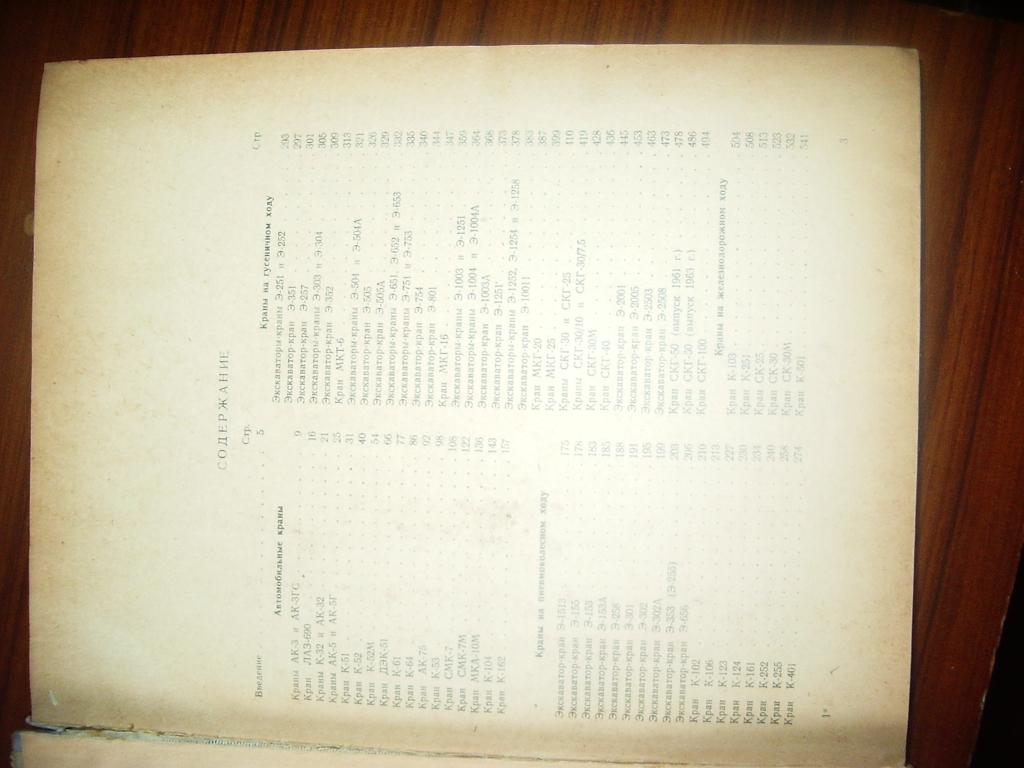 СОДЕРЖАНИЕ
Стр.
Введение 5
Автомобильные краны
Краны АК-3 и АК-3ГС 9
Кран ЛАЗ-690 16
Краны К-32 и АК-32 21
Краны АК-5 и АК-5Г 25
Кран К-51 31
Кран К-52 40
Кран К-52М 54
Кран ДЭК-51 66
Кран К-61 77
Кран К-64 86
Кран АК-75 92
Кран К-53 98
Кран СМК-7 108
Кран СМК-7М 122
Кран МКА-10М 136
Кран К-104 143
Кран К-162 157
Краны на пневмоколесном ходу
Экскаватор-кран Э-1513 175
Экскаватор-кран Э-155 178
Экскаватор-кран Э-153 183
Экскаватор-кран Э-153А 185
Экскаватор-кран Э-258 188
Экскаватор-кран Э-301 191
Экскаватор-кран Э-302 195
Экскаватор-кран Э-302А 199
Экскаватор-кран Э-353 (Э-255) 203
Экскаватор-кран Э-656 206
Кран К-102 210
Кран К-106 213
Кран К-123 227
Кран К-124 230
Кран К-161 234
Кран К-252 240
Кран К-255 258
Кран К-401 274
1*
Стр
Краны на гусеничном ходу
Экскаваторы-краны Э-251 и Э-252 293
Экскаватор-кран Э-351 297
Экскаватор-кран Э-257 301
Экскаваторы-краны Э-303 и Э-304 305
Экскаватор-кран Э-352 309
Кран МКТ-6 313
Экскаваторы-краны Э-504 и Э-504А 321
Экскаватор-кран Э-505 326
Экскаватор-кран Э-505А 329
Экскаваторы-краны Э-651, Э-652 и Э-653 332
Экскаваторы-краны Э-751 и Э-753 335
Экскаватор-кран Э-754 340
Экскаватор-кран Э-801 344
Кран МКГ-16 347
Экскаваторы-краны Э-1003 и Э-1251 359
Экскаваторы-краны Э-1004 и Э-1004А 364
Экскаватор-кран Э-1003А 368
Экскаватор-кран Э-1251 373
Экскаваторы-краны Э-1252, Э-1254 и Э-1258 378
Экскаватор-кран Э-10011 383
Кран МКГ-20 387
Кран МКГ-25 399
Краны СКГ-30 и СКГ-25 410
Краны СКГ-30/10 и СКГ-30/7,5 419
Кран СКГ-30М 428
Кран СКГ-40 436
Экскаватор-кран Э-2001 445
Экскаватор-кран Э-2005 453
Экскаватор-кран Э-2503 463
Экскаватор-кран Э-2508 473
Кран СКГ-50 (выпуск 1961 г.) 478
Кран СКГ-50 (выпуск 1963 г.) 486
Кран СКГ-100 494
Краны на железнодорожном ходу
Кран К-103 504
Кран К-251 508
Кран СК-25 513
Кран СК-30 523
Кран СК-30М 532
Кран К-501 541
3